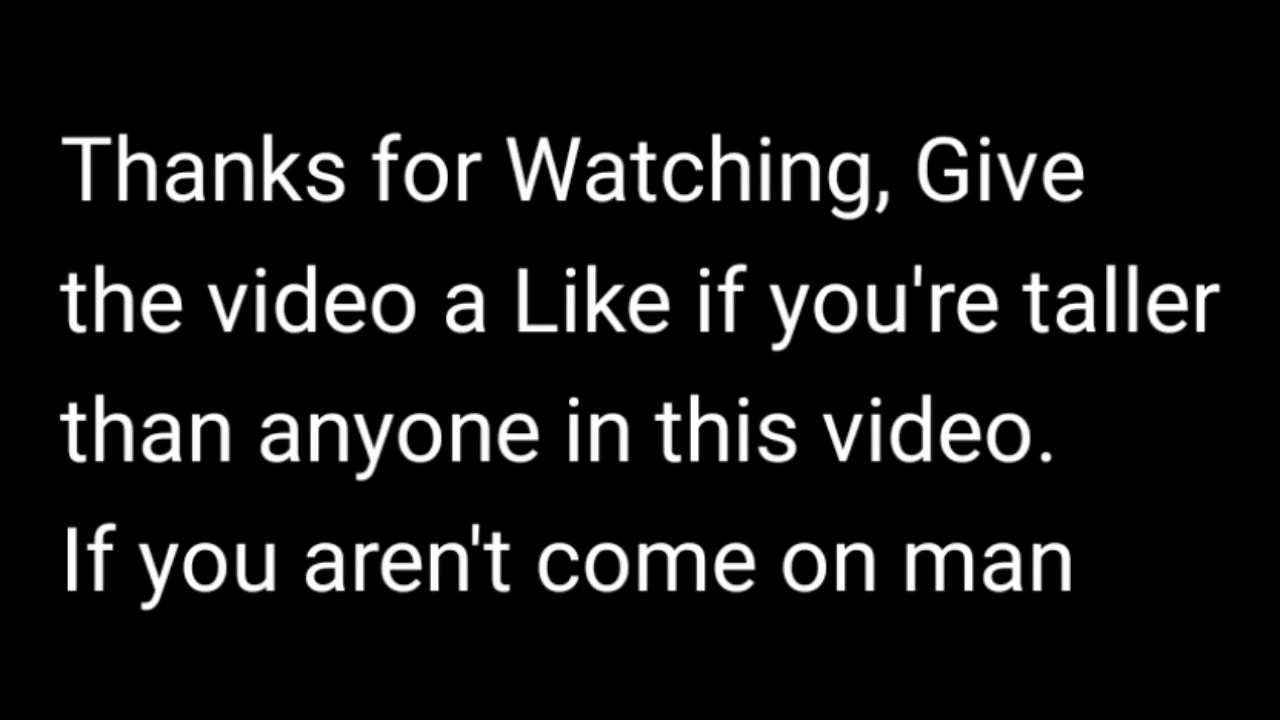 Thanks for Watching, Give
the video a Like if you're taller
than anyone in this video.
If you aren't come on man